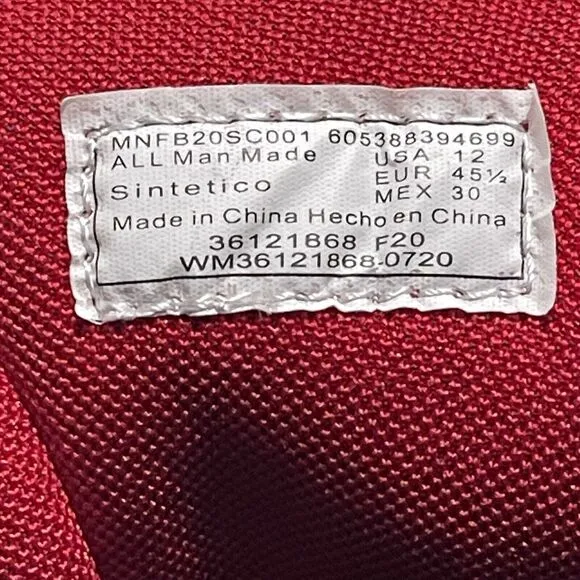 MNFB20SC001 605388394699
ALL Man Made USA 12
Sintetico EUR 45½
MEX 30
Made in China Hecho en China
36121868 F20
WM36121868-0720